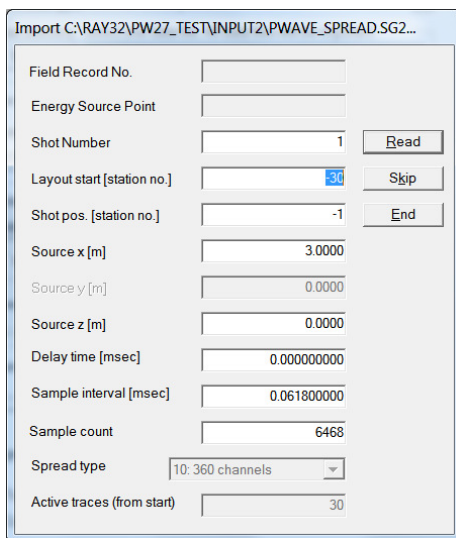 Import C:\RAY32\PW27_TEST\INPUT2\PWAVE_SPREAD.SG2...
Field Record No.
Energy Source Point
Shot Number 1 Read
Layout start [station no.] -30 Skip
Shot pos. [station no.] -1 End
Source x [m] 3.0000
Source y [m] 0.0000
Source z [m] 0.0000
Delay time [msec] 0.000000000
Sample interval [msec] 0.061800000
Sample count 6468
Spread type 10: 360 channels
Active traces (from start) 30